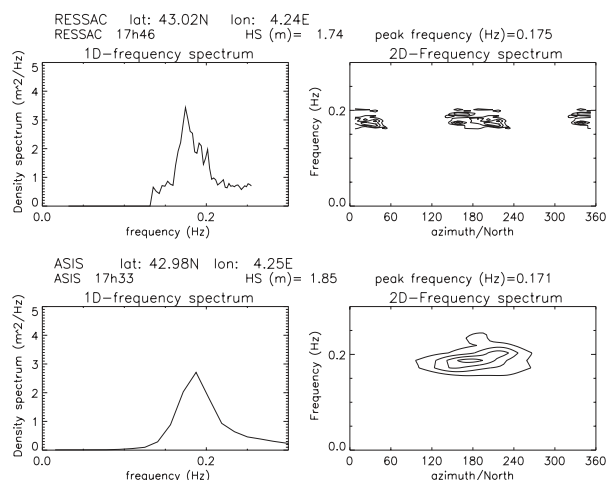 RESSAC lat: 43.02N lon: 4.24E
RESSAC 17h46 HS (m)= 1.74 peak frequency (Hz)=0.175
1D-frequency spectrum 2D-Frequency spectrum
Density spectrum (m^2/Hz)
5
4
3
2
1
0
0.0 0.2
frequency (Hz)
Frequency (Hz)
0.2
0.0
0 60 120 180 240 300 360
azimuth/North
ASIS lat: 42.98N lon: 4.25E
ASIS 17h33 HS (m)= 1.85 peak frequency (Hz)=0.171
1D-frequency spectrum 2D-Frequency spectrum
Density spectrum (m^2/Hz)
5
4
3
2
1
0
0.0 0.2
frequency (Hz)
Frequency (Hz)
0.2
0.0
0 60 120 180 240 300 360
azimuth/North